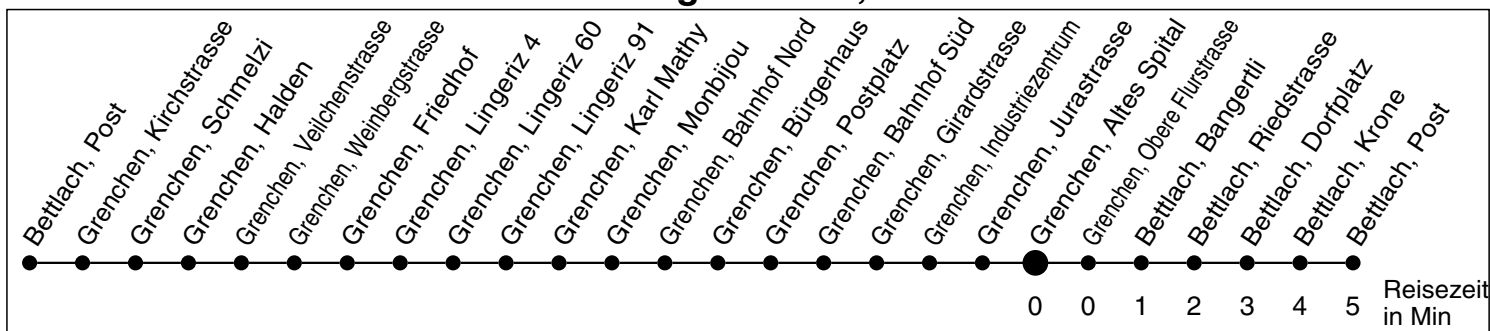 Bettlach, Post
Grenchen, Kirchstrasse
Grenchen, Schmelzi
Grenchen, Halden
Grenchen, Veilchenstrasse
Grenchen, Weinbergstrasse
Grenchen, Friedhof
Grenchen, Lingeriz 4
Grenchen, Lingeriz 60
Grenchen, Lingeriz 91
Grenchen, Karl Mathy
Grenchen, Monbijou
Grenchen, Bahnhof Nord
Grenchen, Bürgerhaus
Grenchen, Postplatz
Grenchen, Bahnhof Süd
Grenchen, Girardstrasse
Grenchen, Industriezentrum
Grenchen, Jurastrasse
Grenchen, Altes Spital
Grenchen, Obere Flurstrasse
Bettlach, Bangertli
Bettlach, Riedstrasse
Bettlach, Dorfplatz
Bettlach, Krone
Bettlach, Post
0 0 1 2 3 4 5
Reisezeit
in Min